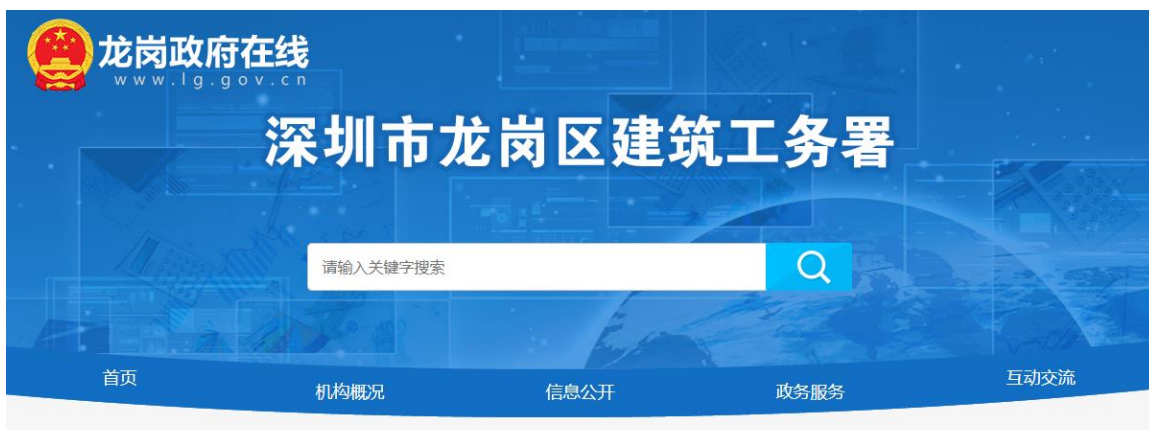 龙岗政府在线
www.lg.gov.cn
深圳市龙岗区建筑工务署
请输入关键字搜索
首页 机构概况 信息公开 政务服务 互动交流